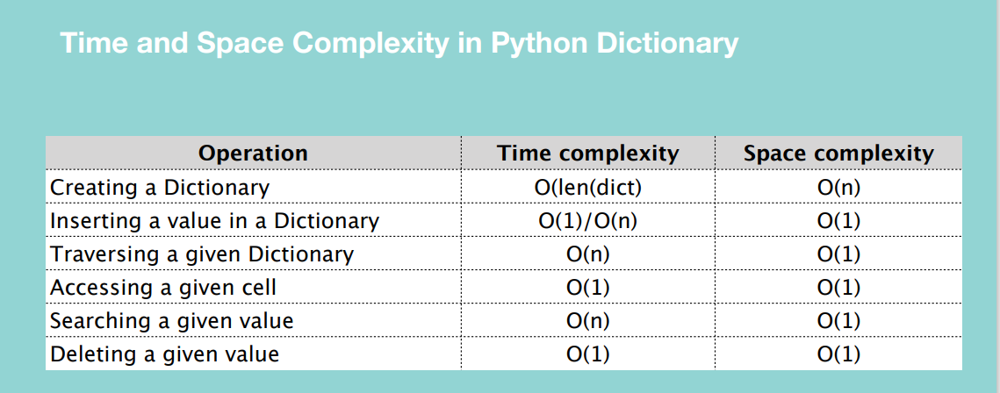 Time and Space Complexity in Python Dictionary
Operation Time complexity Space complexity
Creating a Dictionary O(len(dict) O(n)
Inserting a value in a Dictionary O(1)/O(n) O(1)
Traversing a given Dictionary O(n) O(1)
Accessing a given cell O(1) O(1)
Searching a given value O(n) O(1)
Deleting a given value O(1) O(1)